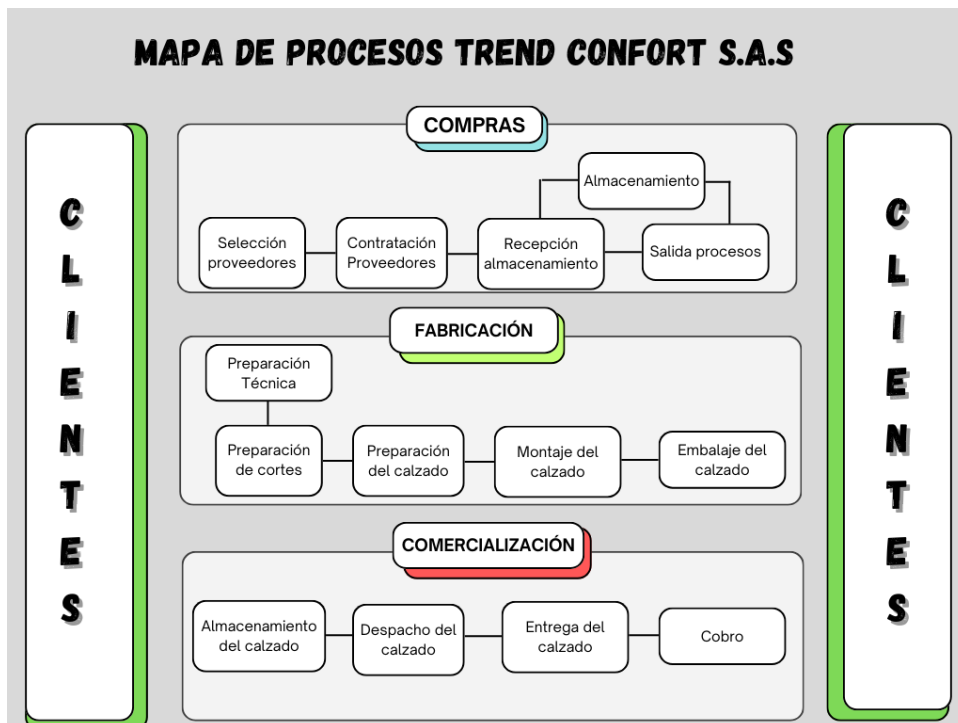 MAPA DE PROCESOS TREND CONFORT S.A.S
CLIENTES
COMPRAS
Selección
proveedores
Contratación
Proveedores
Recepción
almacenamiento
Almacenamiento
Salida procesos
FABRICACIÓN
Preparación
Técnica
Preparación
de cortes
Preparación
del calzado
Montaje del
calzado
Embalaje del
calzado
COMERCIALIZACIÓN
Almacenamiento
del calzado
Despacho del
calzado
Entrega del
calzado
Cobro
CLIENTES